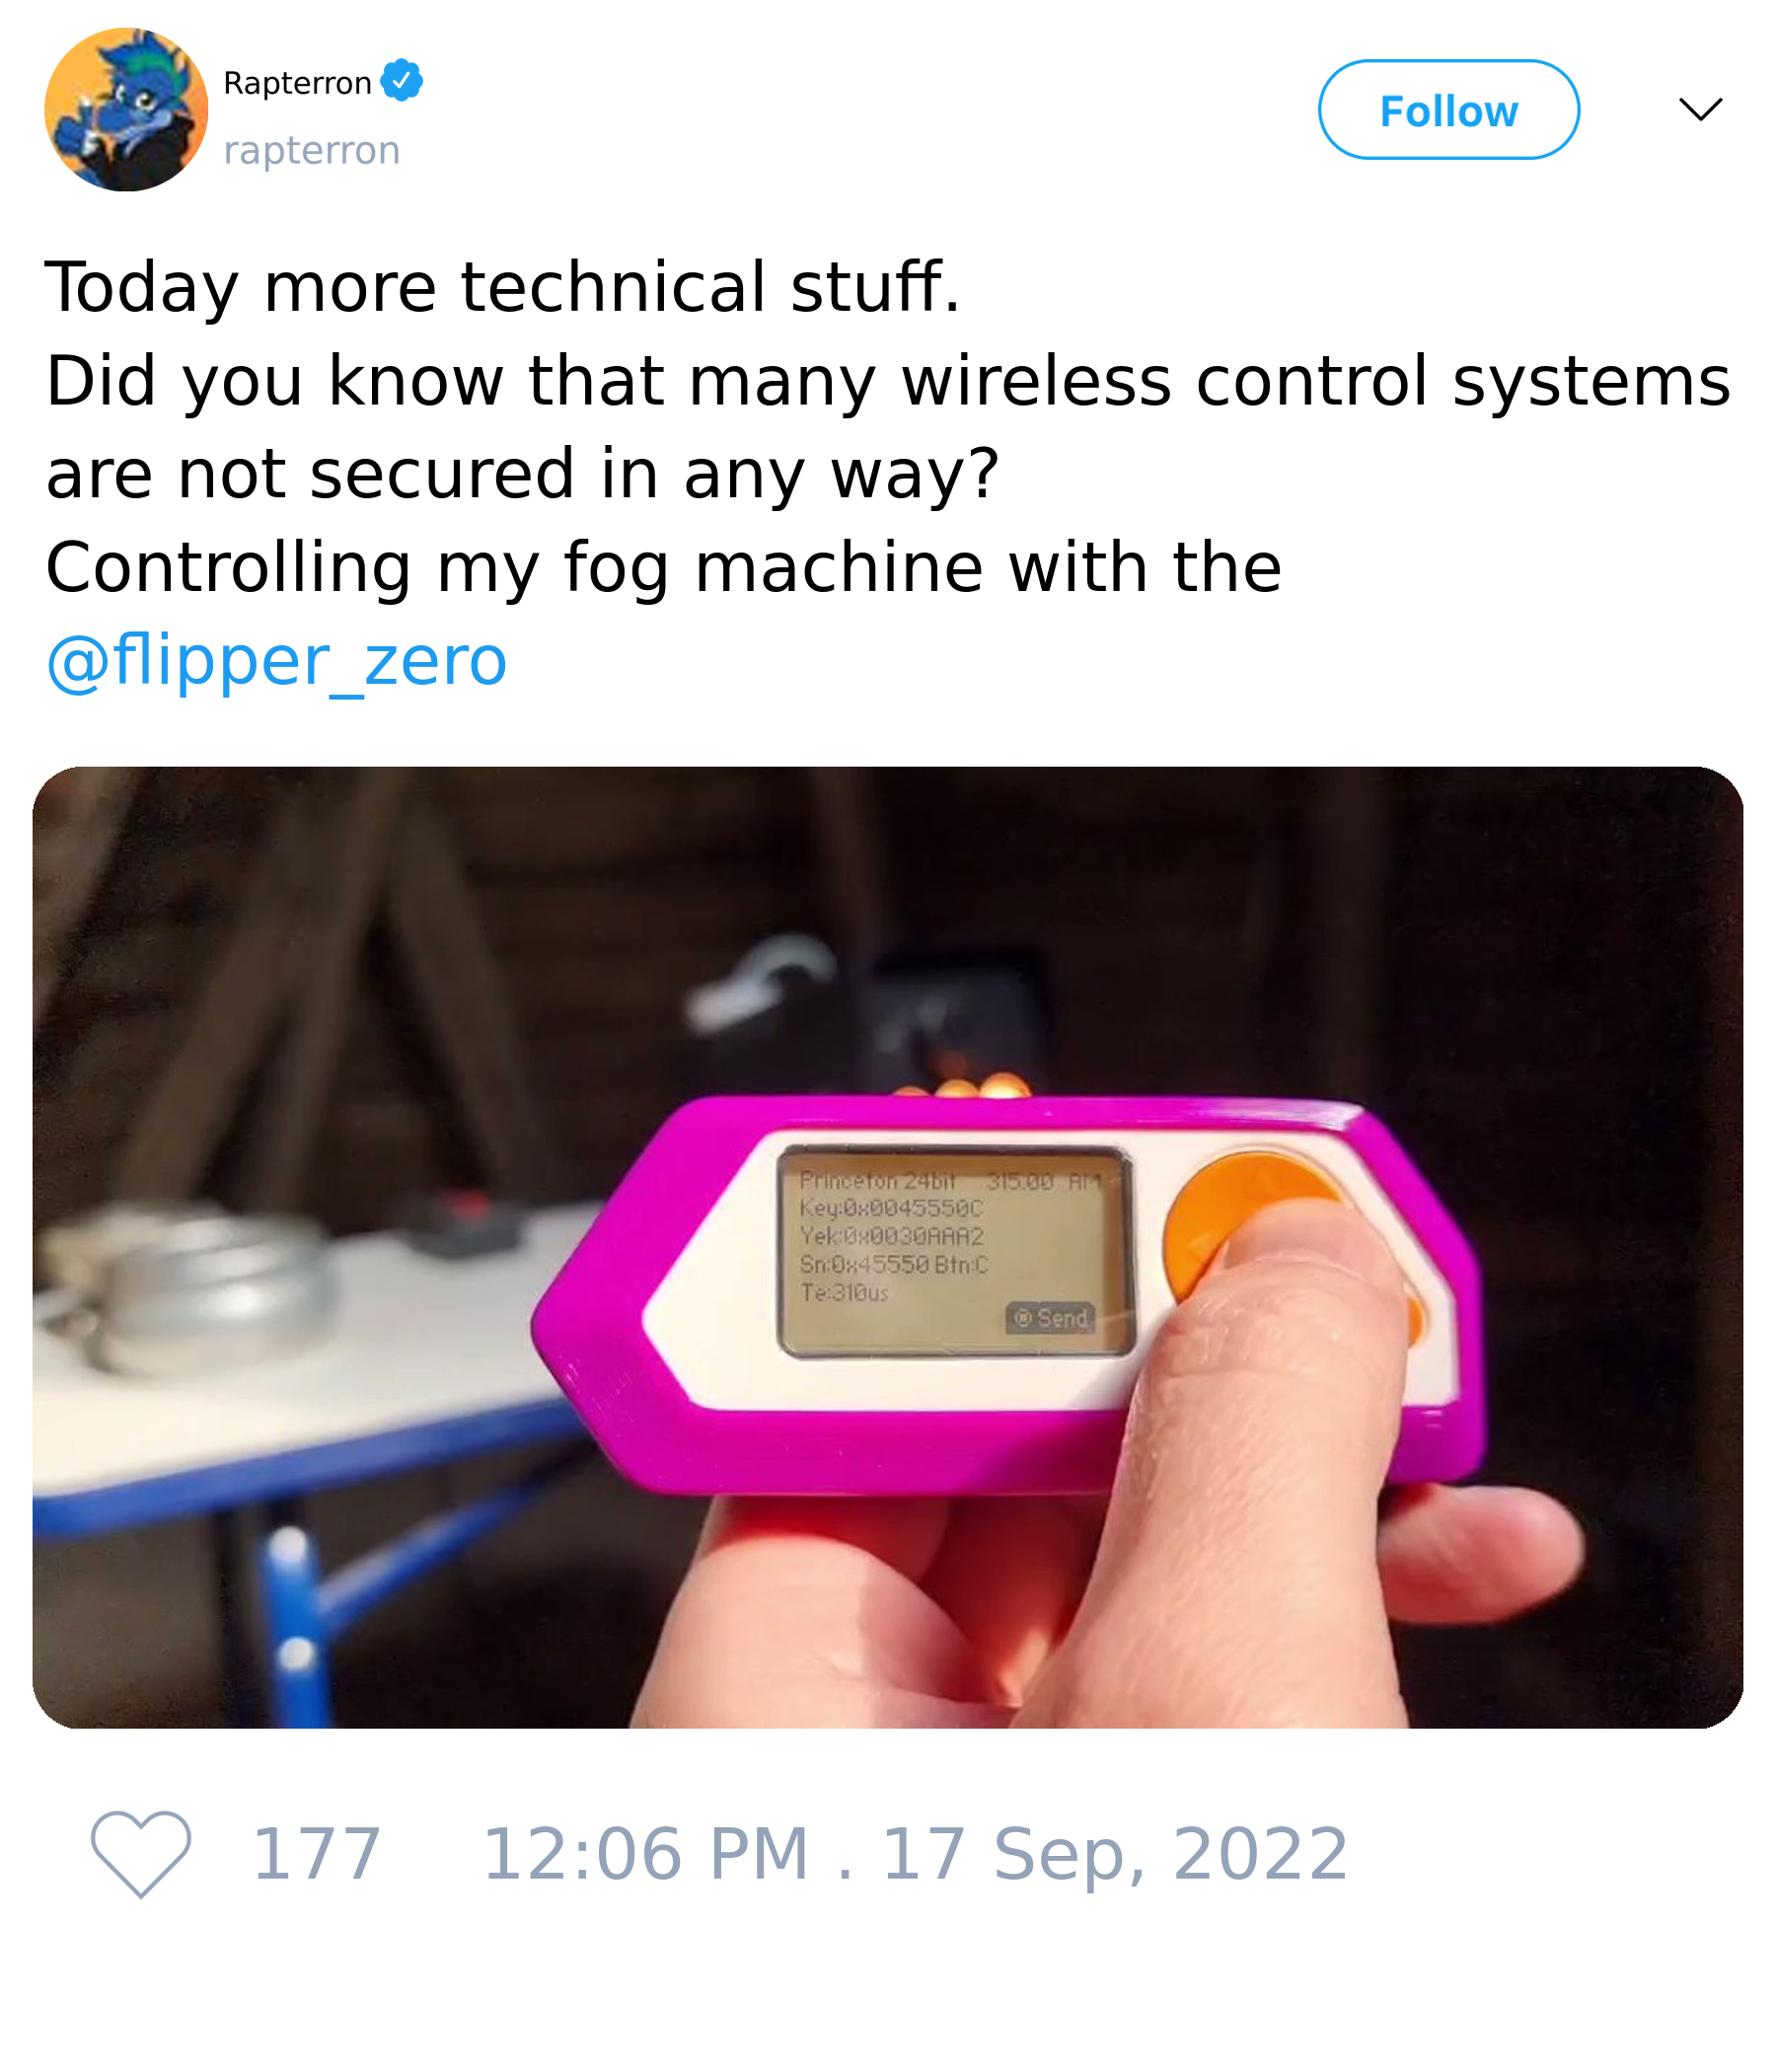 Rapterron
rapterron
Follow
Today more technical stuff.
Did you know that many wireless control systems
are not secured in any way?
Controlling my fog machine with the
@flipper_zero
Princeton 24bit 315.00 AM
Key:0x0045550C
Yek:0x0030AAA2
Sn:0x45550 Btn:C
Te:310us
Send
177 12:06 PM . 17 Sep, 2022